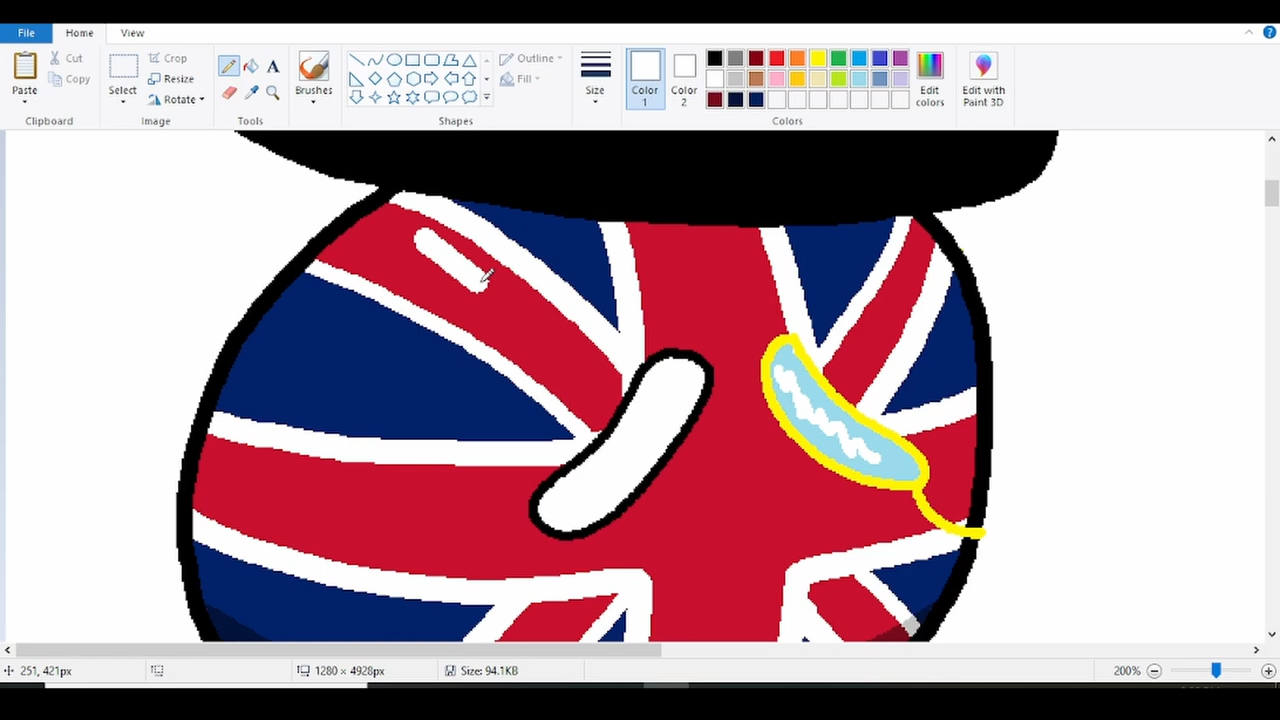 File Home View
Cut
Copy
Paste
Clipboard
Crop
Resize
Rotate
Select
Image
Tools
Brushes
Outline
Fill
Shapes
Size
Color 1
Color 2
Edit colors
Colors
Edit with Paint 3D
251, 421px
1280 × 4928px
Size: 94.1KB
200%